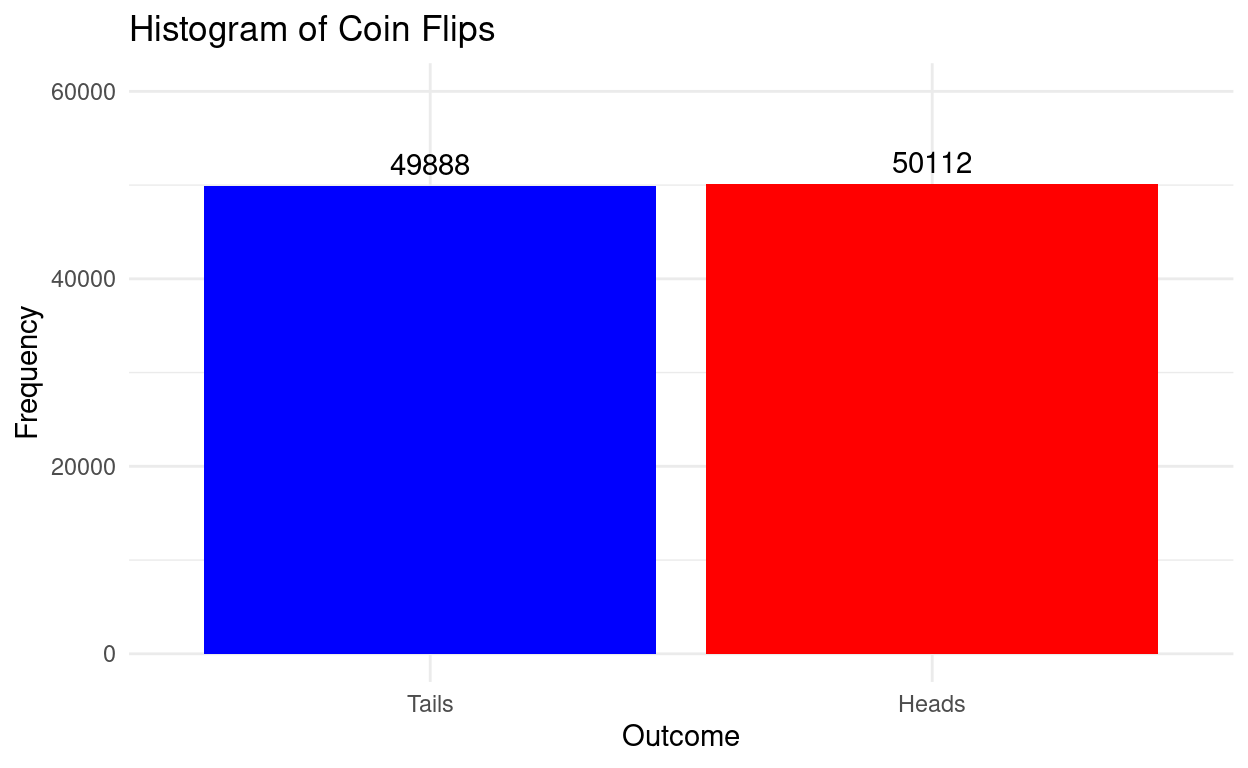 Histogram of Coin Flips
60000
49888
50112
40000
Frequency
20000
0
Tails
Heads
Outcome